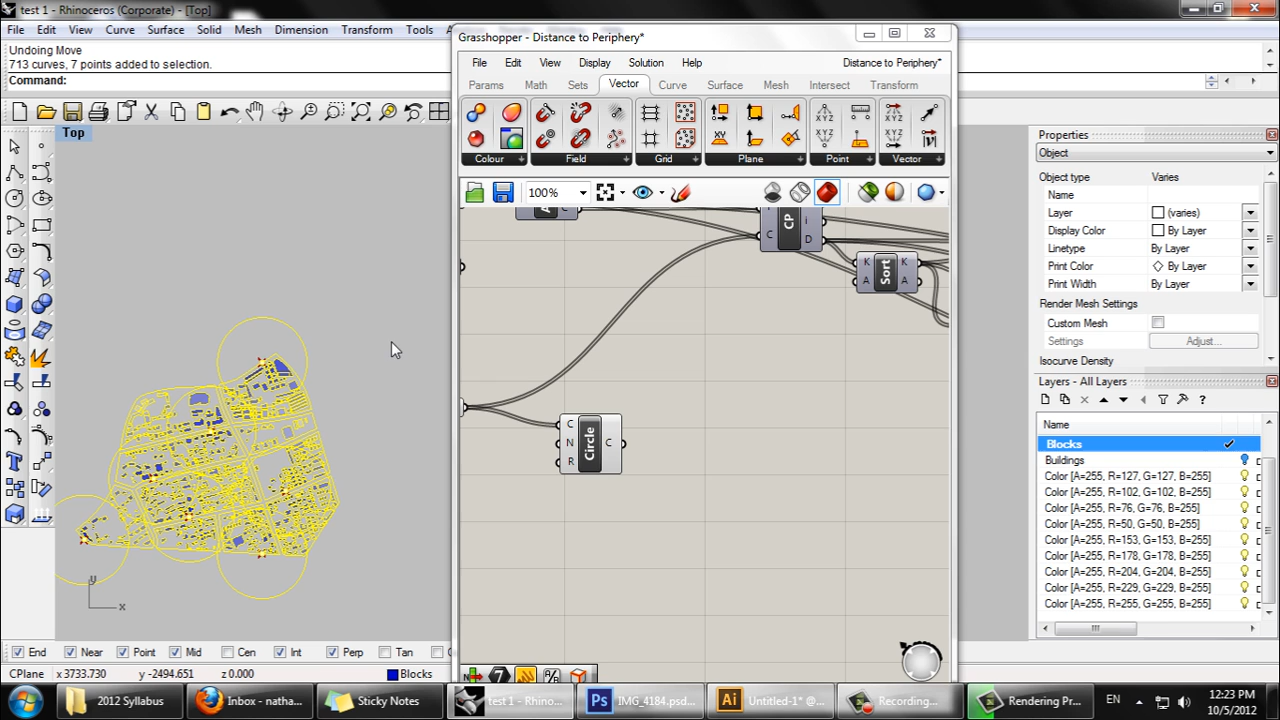 test 1 - Rhinoceros (Corporate) - [Top]
File Edit View Curve Surface Solid Mesh Dimension Transform Tools
Undoing Move
713 curves, 7 points added to selection.
Command:
Top
y
x
End Near Point Mid Cen Int Perp Tan
CPlane x 3733.730 y -2494.651 z 0.000 Blocks
Grasshopper - Distance to Periphery*
File Edit View Display Solution Help Distance to Periphery*
Params Math Sets Vector Curve Surface Mesh Intersect Transform
Colour Field Grid Plane Point Vector
100%
CP
i
C
D
Sort
K K
A A
Circle
C
N C
R
Properties
Object
Object type Varies
Name
Layer (varies)
Display Color By Layer
Linetype By Layer
Print Color By Layer
Print Width By Layer
Render Mesh Settings
Custom Mesh
Settings Adjust...
Isocurve Density
Layers - All Layers
Name
Blocks
Buildings
Color [A=255, R=127, G=127, B=255]
Color [A=255, R=102, G=102, B=255]
Color [A=255, R=76, G=76, B=255]
Color [A=255, R=50, G=50, B=255]
Color [A=255, R=153, G=153, B=255]
Color [A=255, R=178, G=178, B=255]
Color [A=255, R=204, G=204, B=255]
Color [A=255, R=229, G=229, B=255]
Color [A=255, R=255, G=255, B=255]
2012 Syllabus
Inbox - natha...
Sticky Notes
test 1 - Rhino...
IMG_4184.psd...
Untitled-1* @...
Recording...
Rendering Pr...
EN
12:23 PM
10/5/2012